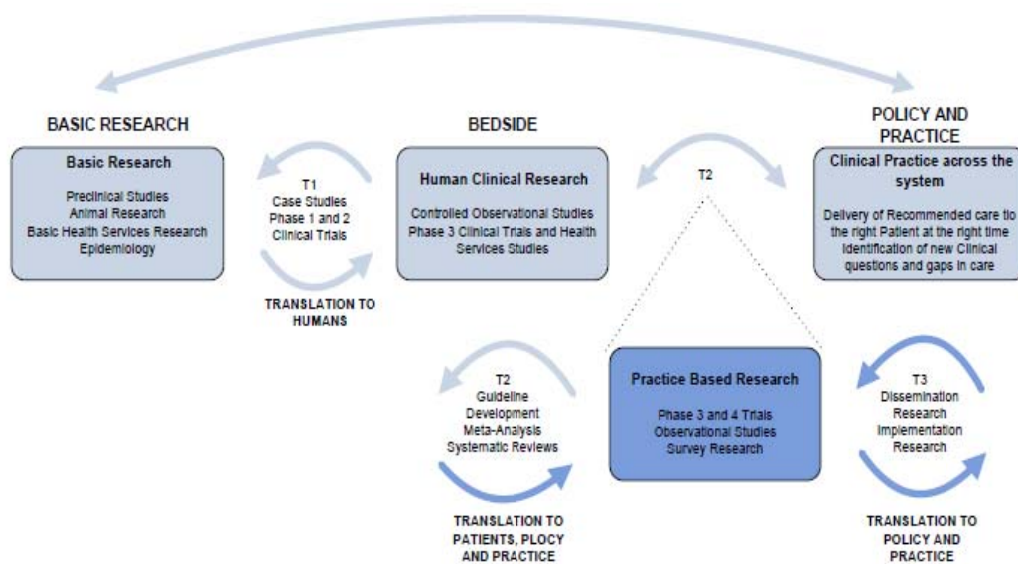 BASIC RESEARCH
BEDSIDE
POLICY AND
PRACTICE
Basic Research
Preclinical Studies
Animal Research
Basic Health Services Research
Epidemiology
T1
Case Studies
Phase 1 and 2
Clinical Trials
TRANSLATION TO
HUMANS
Human Clinical Research
Controlled Observational Studies
Phase 3 Clinical Trials and Health
Services Studies
T2
Clinical Practice across the
system
Delivery of Recommended care tlo
the right Patient at the right time
Identification of new Clinical
questions and gaps in care
T2
Guideline
Development
Meta-Analysis
Systematic Reviews
TRANSLATION TO
PATIENTS, PLOCY
AND PRACTICE
Practice Based Research
Phase 3 and 4 Trials
Observational Studies
Survey Research
T3
Dissemination
Research
Implementation
Research
TRANSLATION TO
POLICY AND
PRACTICE